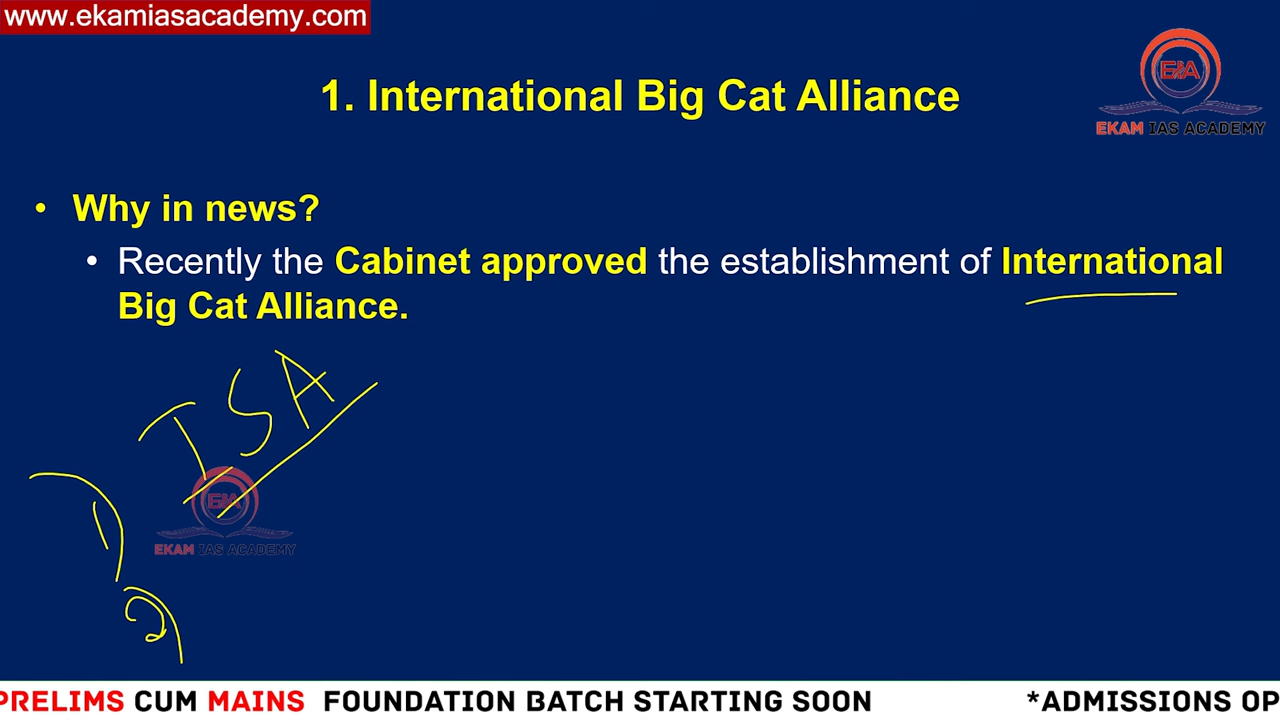 www.ekamiasacademy.com
EIA
EKAM IAS ACADEMY
1. International Big Cat Alliance
• Why in news?
• Recently the Cabinet approved the establishment of International
Big Cat Alliance.
ISA
1)
EIA
EKAM IAS ACADEMY
2)
PRELIMS CUM MAINS FOUNDATION BATCH STARTING SOON *ADMISSIONS OP